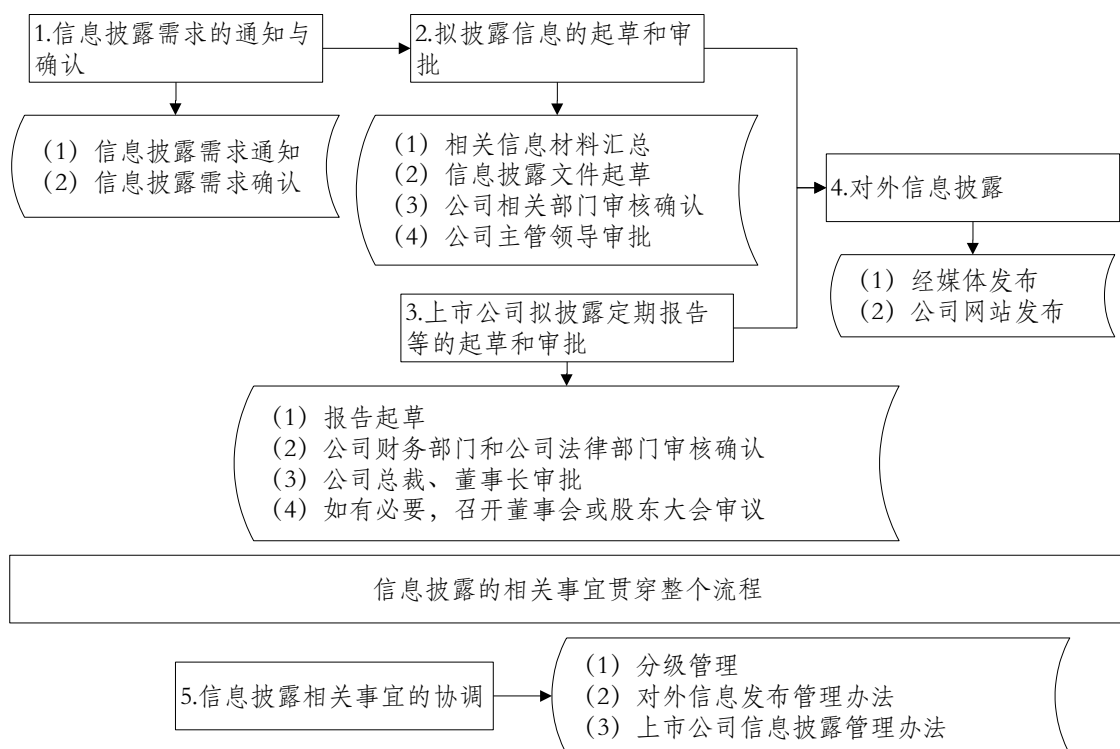 1.信息披露需求的通知与
确认
2.拟披露信息的起草和审
批
(1) 信息披露需求通知
(2) 信息披露需求确认
(1) 相关信息材料汇总
(2) 信息披露文件起草
(3) 公司相关部门审核确认
(4) 公司主管领导审批
4.对外信息披露
(1) 经媒体发布
(2) 公司网站发布
3.上市公司拟披露定期报告
等的起草和审批
(1) 报告起草
(2) 公司财务部门和公司法律部门审核确认
(3) 公司总裁、董事长审批
(4) 如有必要，召开董事会或股东大会审议
信息披露的相关事宜贯穿整个流程
5.信息披露相关事宜的协调
(1) 分级管理
(2) 对外信息发布管理办法
(3) 上市公司信息披露管理办法